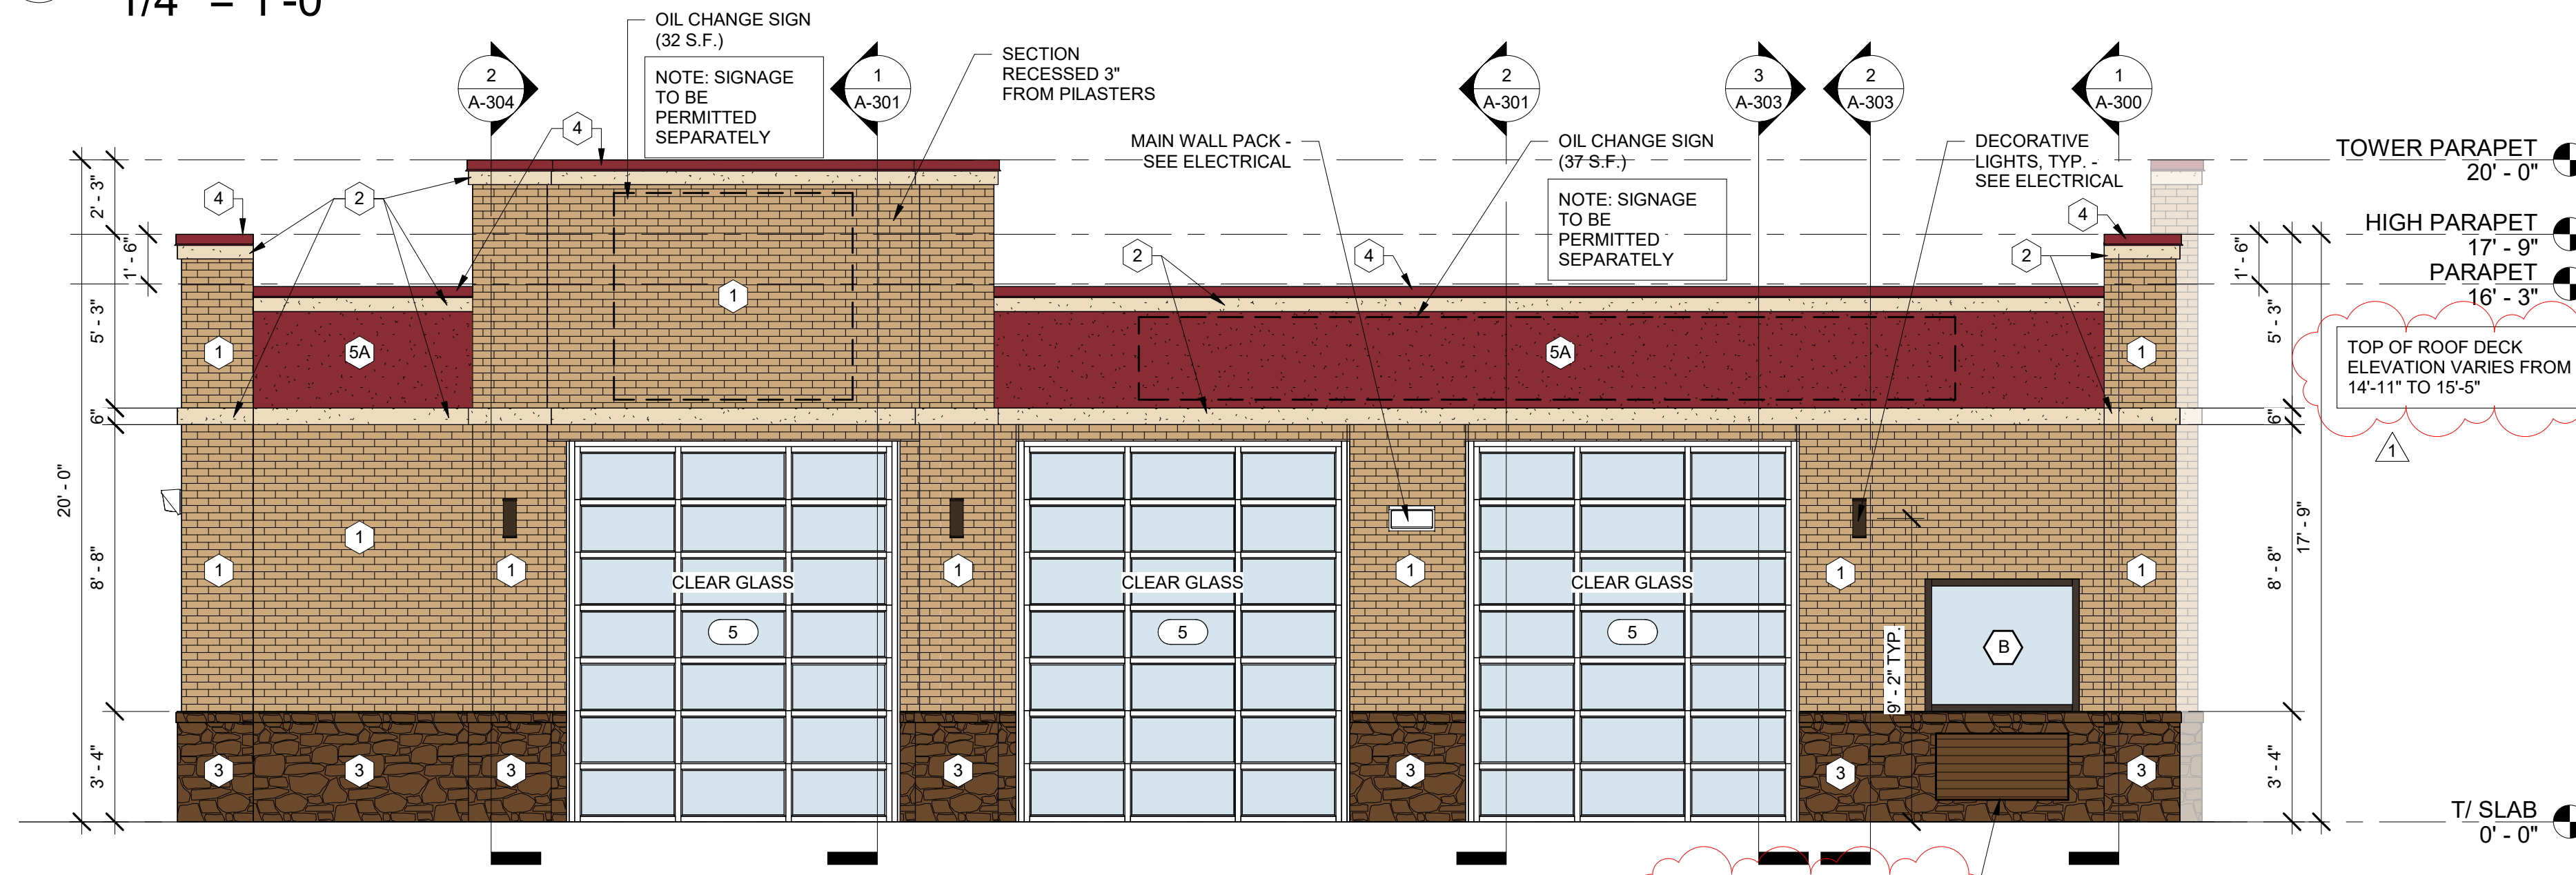 1/4" = 1'-0"
OIL CHANGE SIGN
(32 S.F.)
NOTE: SIGNAGE
TO BE
PERMITTED
SEPARATELY
SECTION
RECESSED 3"
FROM PILASTERS
2
A-304
1
A-301
2
A-301
3
A-303
2
A-303
1
A-300
MAIN WALL PACK -
SEE ELECTRICAL
OIL CHANGE SIGN
(37 S.F.)
NOTE: SIGNAGE
TO BE
PERMITTED
SEPARATELY
DECORATIVE
LIGHTS, TYP. -
SEE ELECTRICAL
TOWER PARAPET
20' - 0"
HIGH PARAPET
17' - 9"
PARAPET
16' - 3"
TOP OF ROOF DECK
ELEVATION VARIES FROM
14'-11" TO 15'-5"
1
T/ SLAB
0' - 0"
4
4
2
2
4
4
2
1
1
5A
5A
1
20' - 0"
2' - 3"
1' - 6"
5' - 3"
6"
8' - 8"
3' - 4"
1
1
1
1
1
1
1
CLEAR GLASS
CLEAR GLASS
CLEAR GLASS
5
5
5
B
9' - 2" TYP.
3
3
3
3
3
3
3
1' - 6"
5' - 3"
6"
8' - 8"
3' - 4"
17' - 9"